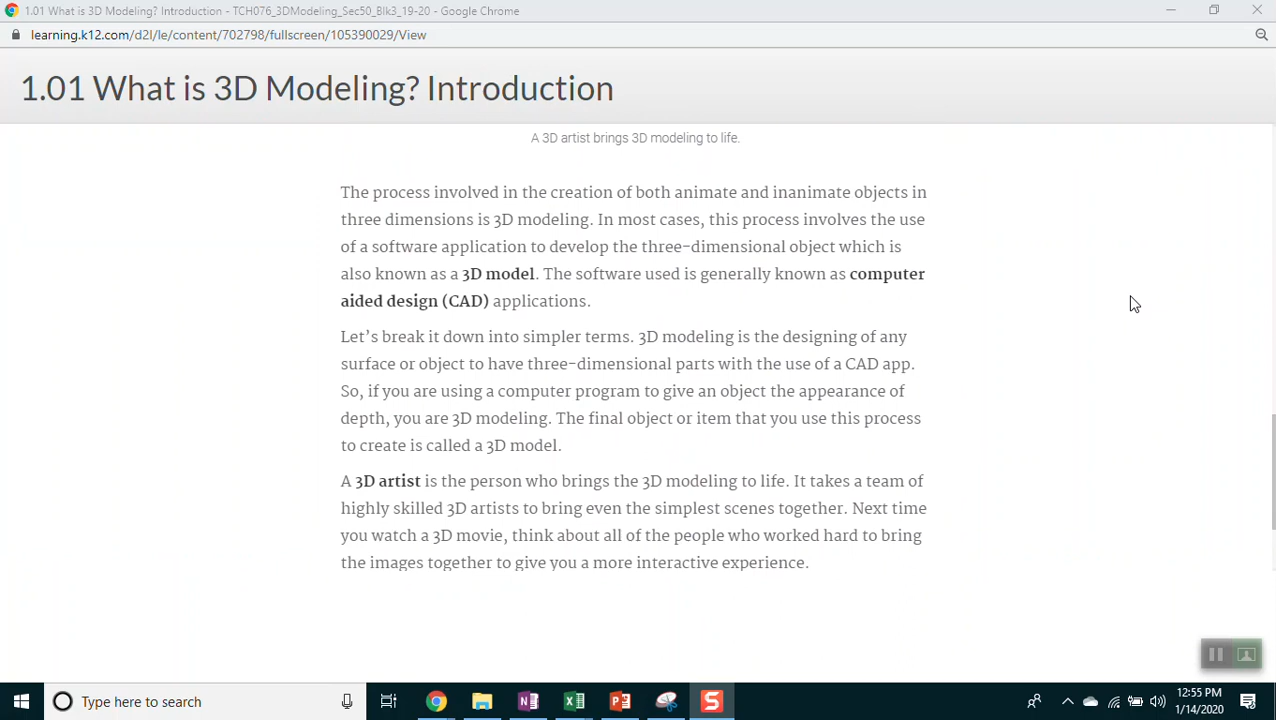 1.01 What is 3D Modeling? Introduction - TCH076_3DModeling_Sec50_Blk3_19-20 - Google Chrome
learning.k12.com/d2l/le/content/702798/fullscreen/105390029/View
1.01 What is 3D Modeling? Introduction
A 3D artist brings 3D modeling to life.
The process involved in the creation of both animate and inanimate objects in
three dimensions is 3D modeling. In most cases, this process involves the use
of a software application to develop the three-dimensional object which is
also known as a 3D model. The software used is generally known as computer
aided design (CAD) applications.
Let’s break it down into simpler terms. 3D modeling is the designing of any
surface or object to have three-dimensional parts with the use of a CAD app.
So, if you are using a computer program to give an object the appearance of
depth, you are 3D modeling. The final object or item that you use this process
to create is called a 3D model.
A 3D artist is the person who brings the 3D modeling to life. It takes a team of
highly skilled 3D artists to bring even the simplest scenes together. Next time
you watch a 3D movie, think about all of the people who worked hard to bring
the images together to give you a more interactive experience.
Type here to search
12:55 PM
1/14/2020